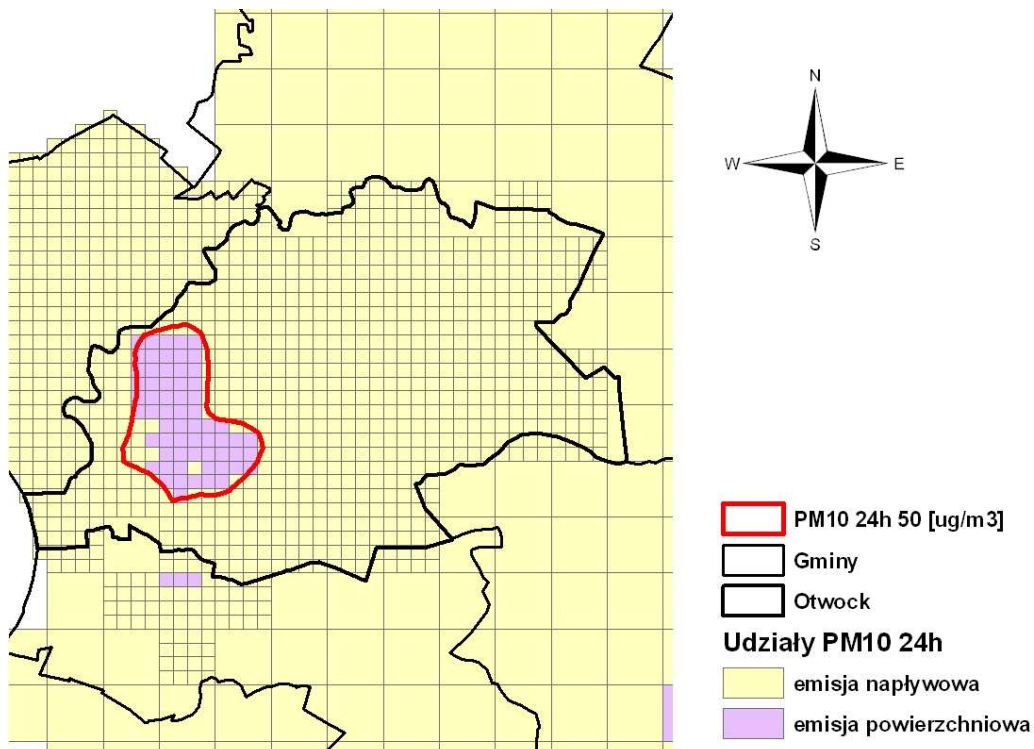 N
W E
S
PM10 24h 50 [ug/m3]
Gminy
Otwock
Udziały PM10 24h
emisja napływowa
emisja powierzchniowa